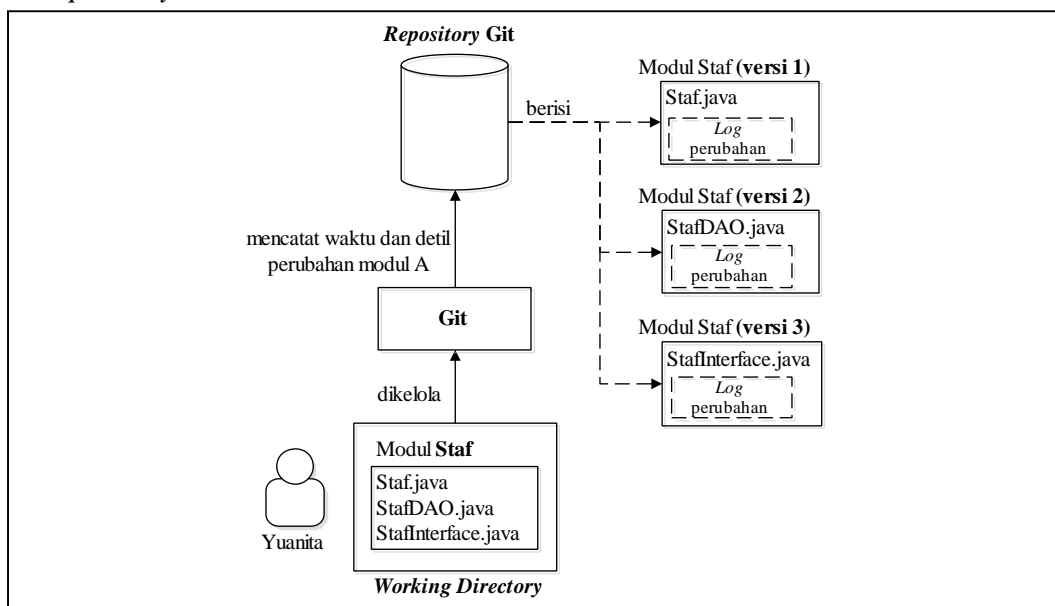 Repository Git
berisi
Modul Staf (versi 1)
Staf.java
Log
perubahan
Modul Staf (versi 2)
StafDAO.java
Log
perubahan
Modul Staf (versi 3)
StafInterface.java
Log
perubahan
mencatat waktu dan detil
perubahan modul A
Git
dikelola
Modul Staf
Staf.java
StafDAO.java
StafInterface.java
Yuanita
Working Directory